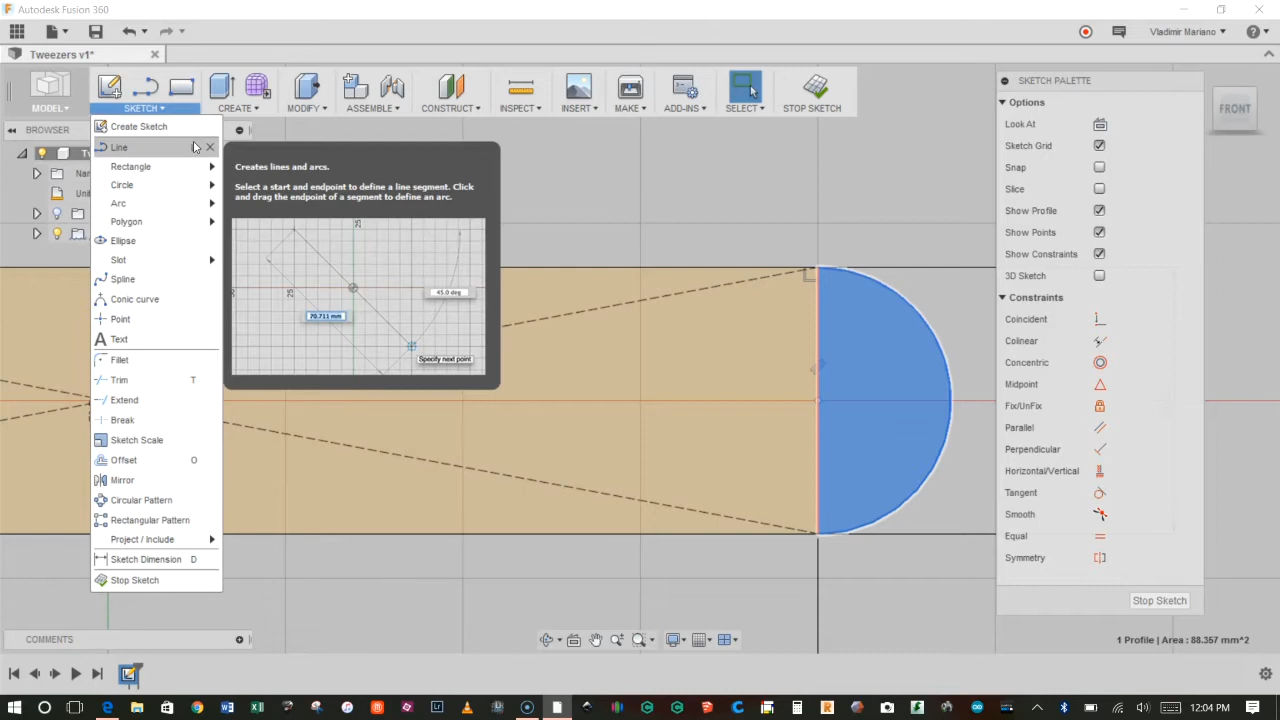 Autodesk Fusion 360
Vladimir Mariano
Tweezers v1*
MODEL
SKETCH
CREATE
MODIFY
ASSEMBLE
CONSTRUCT
INSPECT
INSERT
MAKE
ADD-INS
SELECT
STOP SKETCH
BROWSER
Create Sketch
Line
Rectangle
Circle
Arc
Polygon
Ellipse
Slot
Spline
Conic curve
Point
Text
Fillet
Trim T
Extend
Break
Sketch Scale
Offset O
Mirror
Circular Pattern
Rectangular Pattern
Project / Include
Sketch Dimension D
Stop Sketch
Creates lines and arcs.
Select a start and endpoint to define a line segment. Click
and drag the endpoint of a segment to define an arc.
25
25
45.0 deg
70.711 mm
Specify next point
SKETCH PALETTE
Options
Look At
Sketch Grid
Snap
Slice
Show Profile
Show Points
Show Constraints
3D Sketch
Constraints
Coincident
Colinear
Concentric
Midpoint
Fix/UnFix
Parallel
Perpendicular
Horizontal/Vertical
Tangent
Smooth
Equal
Symmetry
Stop Sketch
FRONT
COMMENTS
1 Profile | Area : 88.357 mm^2
12:04 PM